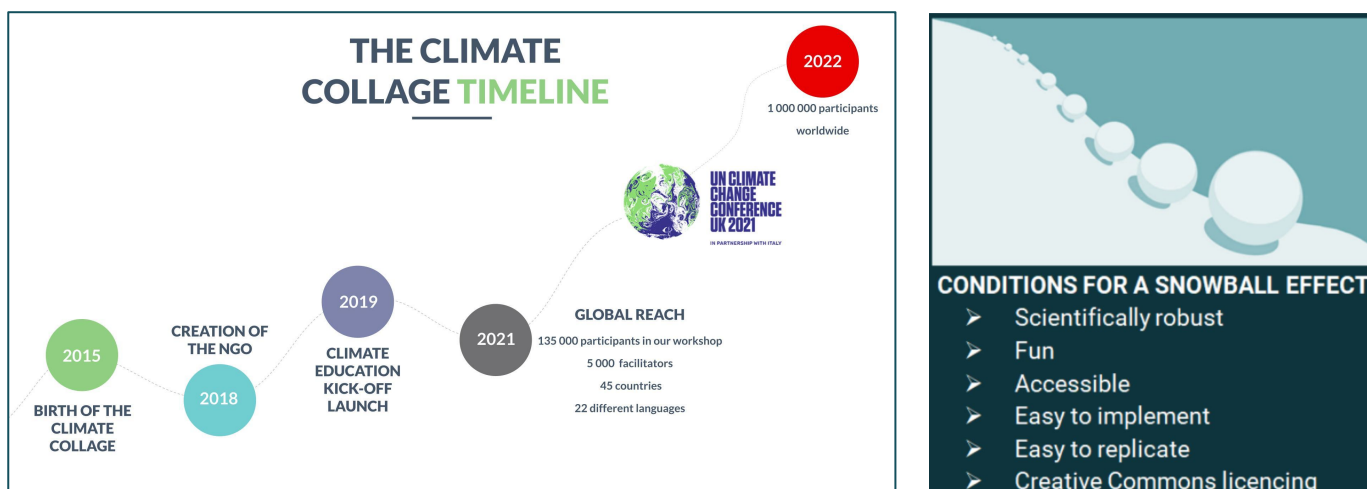 THE CLIMATE
COLLAGE TIMELINE
2015
BIRTH OF THE
CLIMATE
COLLAGE
CREATION OF
THE NGO
2018
2019
CLIMATE
EDUCATION
KICK-OFF
LAUNCH
2021
GLOBAL REACH
135 000 participants in our workshop
5 000 facilitators
45 countries
22 different languages
UN CLIMATE
CHANGE
CONFERENCE
UK 2021
IN PARTNERSHIP WITH ITALY
2022
1 000 000 participants
worldwide
CONDITIONS FOR A SNOWBALL EFFECT
➢ Scientifically robust
➢ Fun
➢ Accessible
➢ Easy to implement
➢ Easy to replicate
➢ Creative Commons licencing